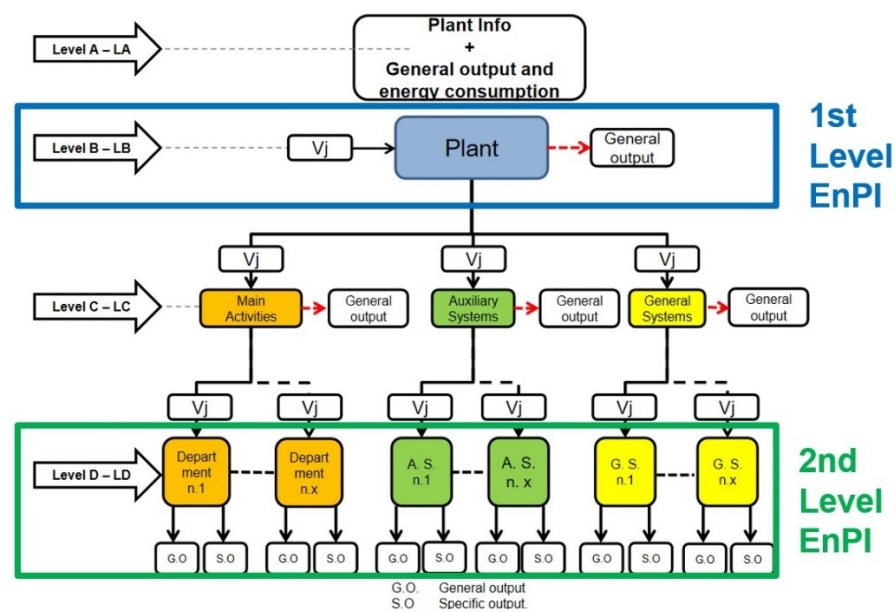 Level A – LA
Plant Info
+
General output and
energy consumption
1st
Level
EnPI
Level B – LB
Vj
Plant
General
output
Vj
Vj
Vj
Level C – LC
Main
Activities
General
output
Auxiliary
Systems
General
output
General
Systems
General
output
Vj
Vj
Vj
Vj
Vj
Vj
Level D – LD
Depart
ment
n.1
Depart
ment
n.x
A. S.
n.1
A. S.
n. x
G. S.
n.1
G. S.
n.x
2nd
Level
EnPI
G.O
S.O
G.O
S.O
G.O
S.O
G.O
S.O
G.O
S.O
G.O
S.O
G.O. General output
S.O Specific output.